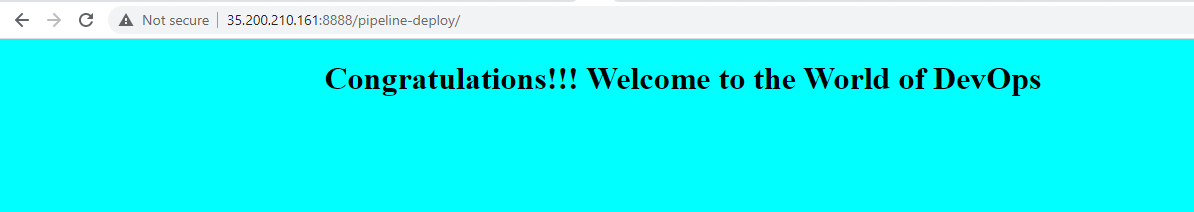 Not secure | 35.200.210.161:8888/pipeline-deploy/
Congratulations!!! Welcome to the World of DevOps